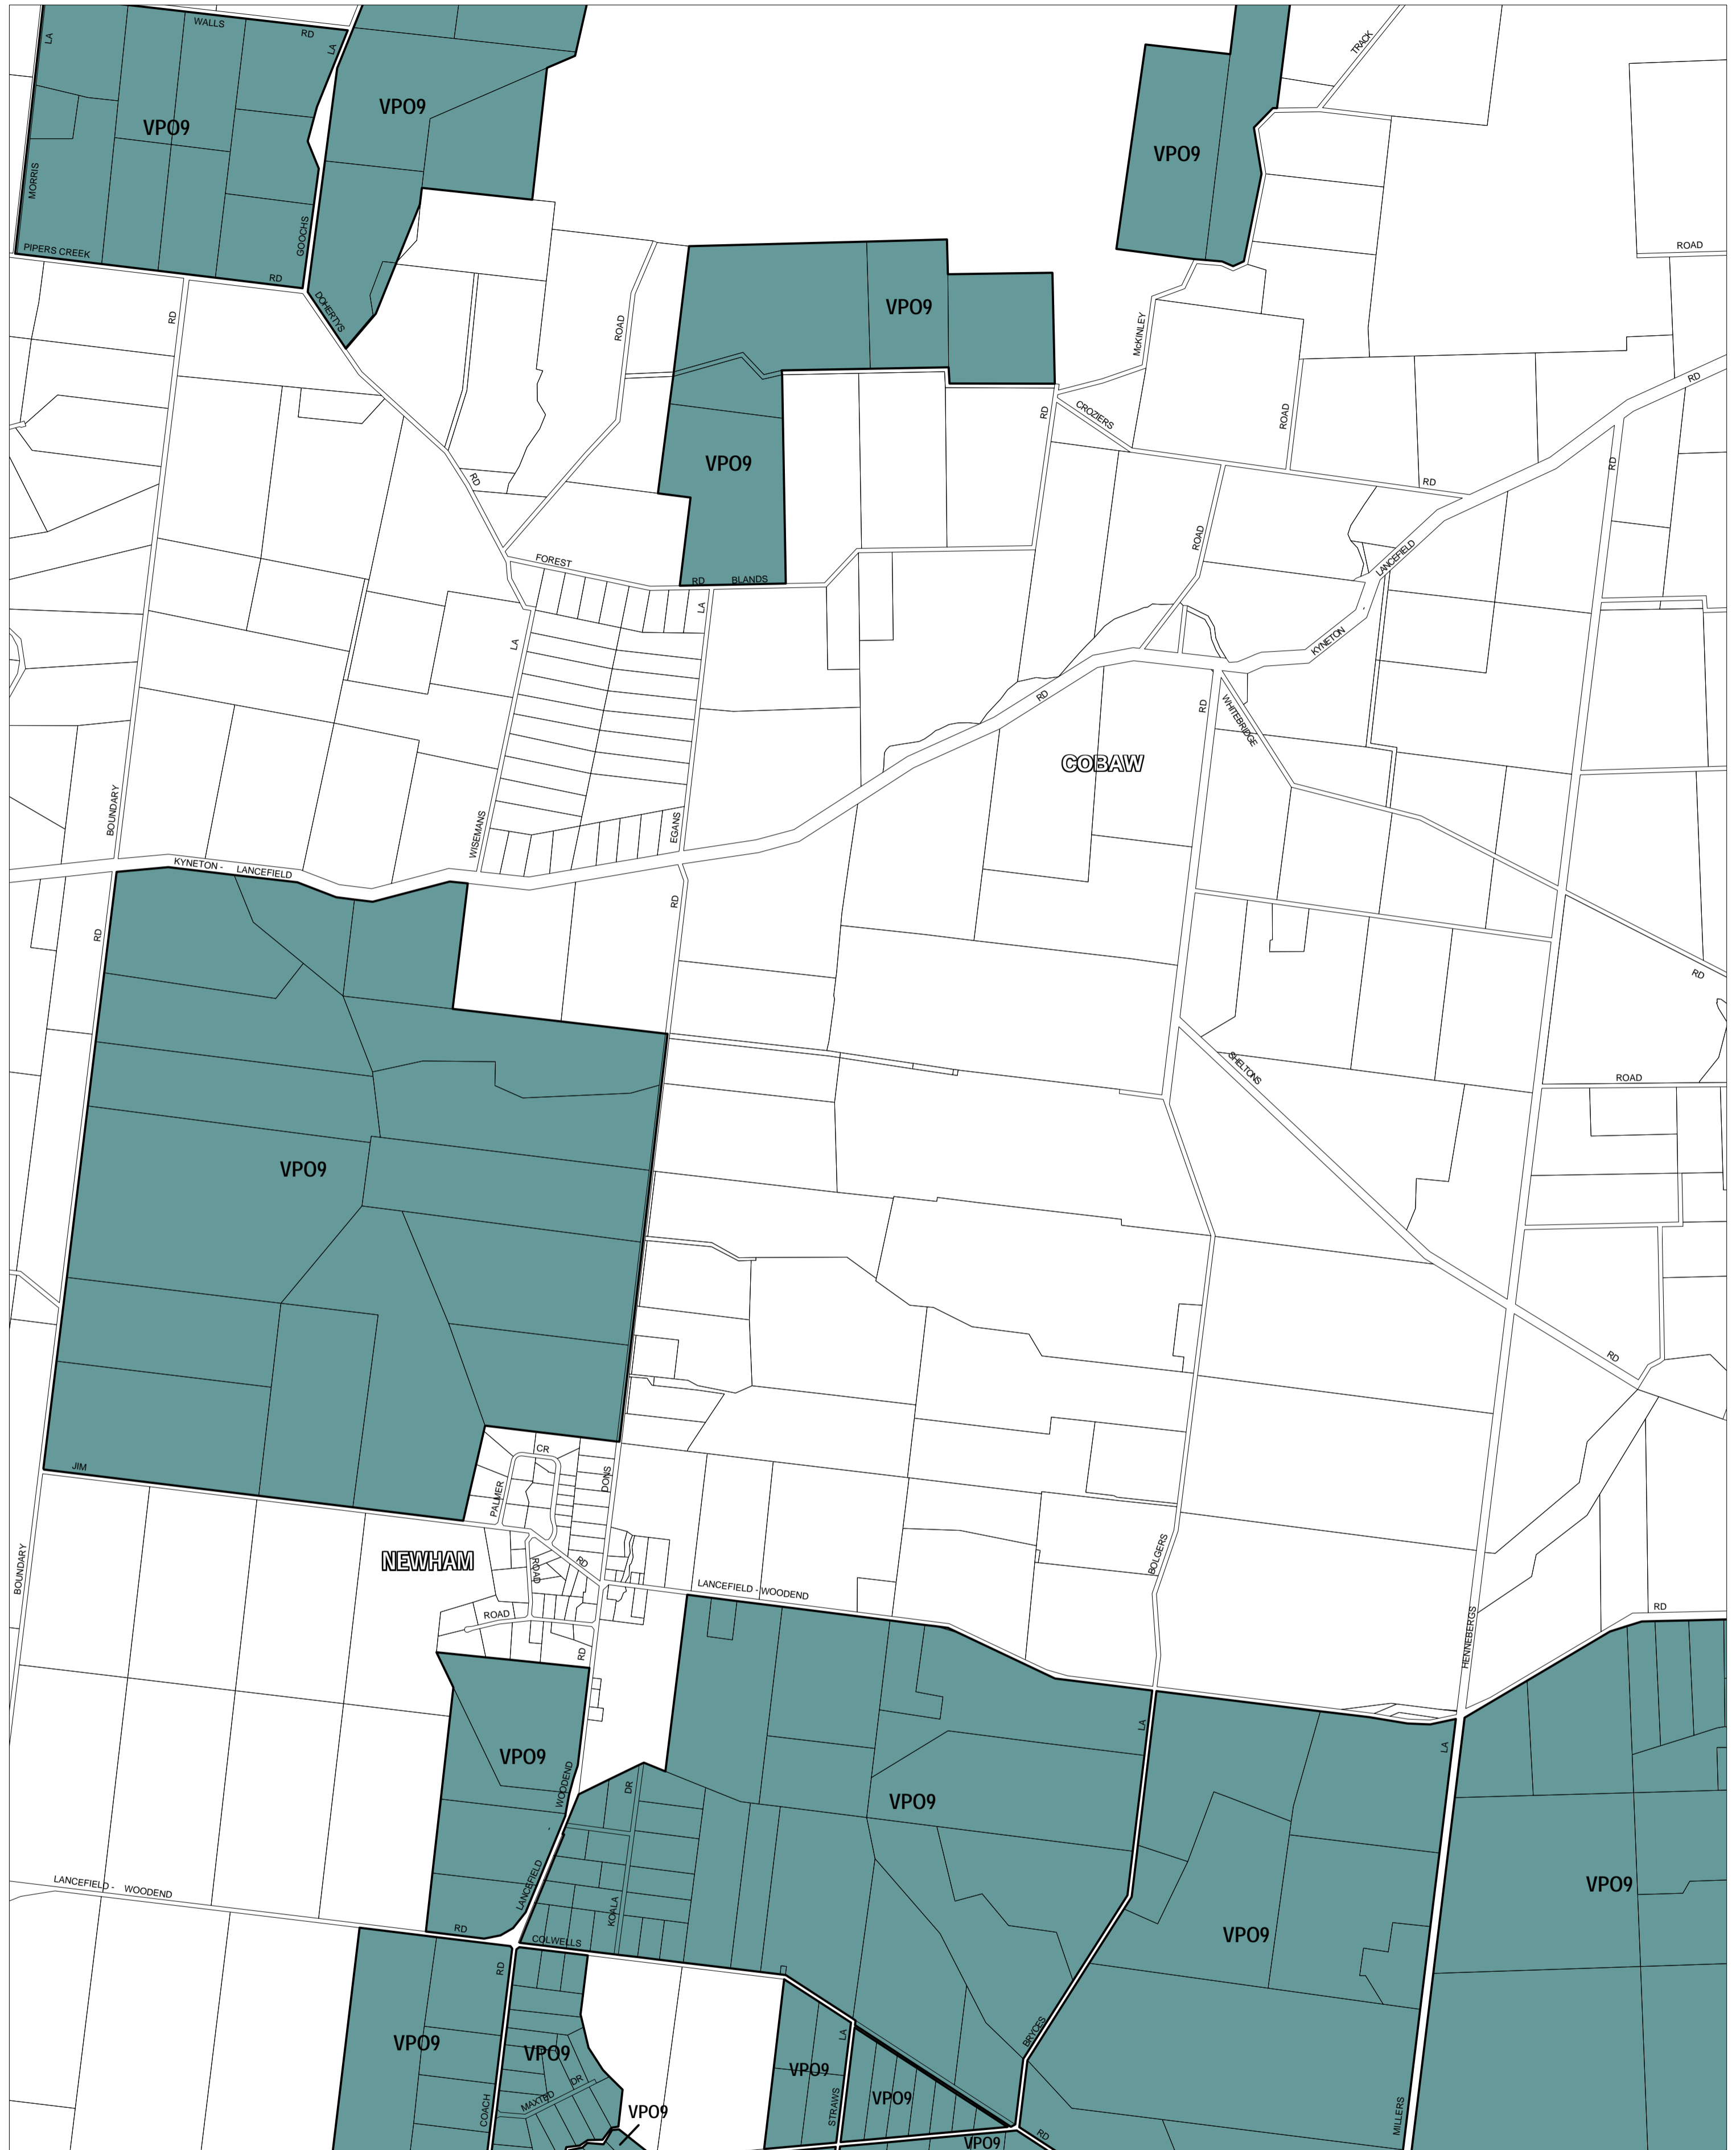 WALLS
RD
LA
LA
TRACK
VPO9
VPO9
VPO9
MORRIS
GOOCHS
PIPERS CREEK
RD
ROAD
DOHERTYS
VPO9
RD
ROAD
McKINLEY
RD
CROZIERS
RD
ROAD
VPO9
RD
RD
RD
ROAD
FOREST
RD
BLANDS
LANCEFIELD
LA
LA
KYNETON
RD
RD
WHITEBRIDGE
COBAW
BOUNDARY
WISEMANS
EGANS
KYNETON - LANCEFIELD
RD
RD
RD
SHELTONS
ROAD
VPO9
RD
JIM
CR
PALMER
DONS
NEWHAM
BOUNDARY
ROAD
RD
LANCEFIELD - WOODEND
BOLGERS
ROAD
RD
RD
HENNEBERGS
VPO9
WOODEND
DR
LA
LA
VPO9
VPO9
LANCEFIELD - WOODEND
LANCEFIELD
KOALA
RD
COLWELLS
VPO9
RD
VPO9
VPO9
MAXTED
DR
COACH
VPO9
VPO9
LA
STRAWS
VPO9
BRYCES
VPO9
RD
MILLERS